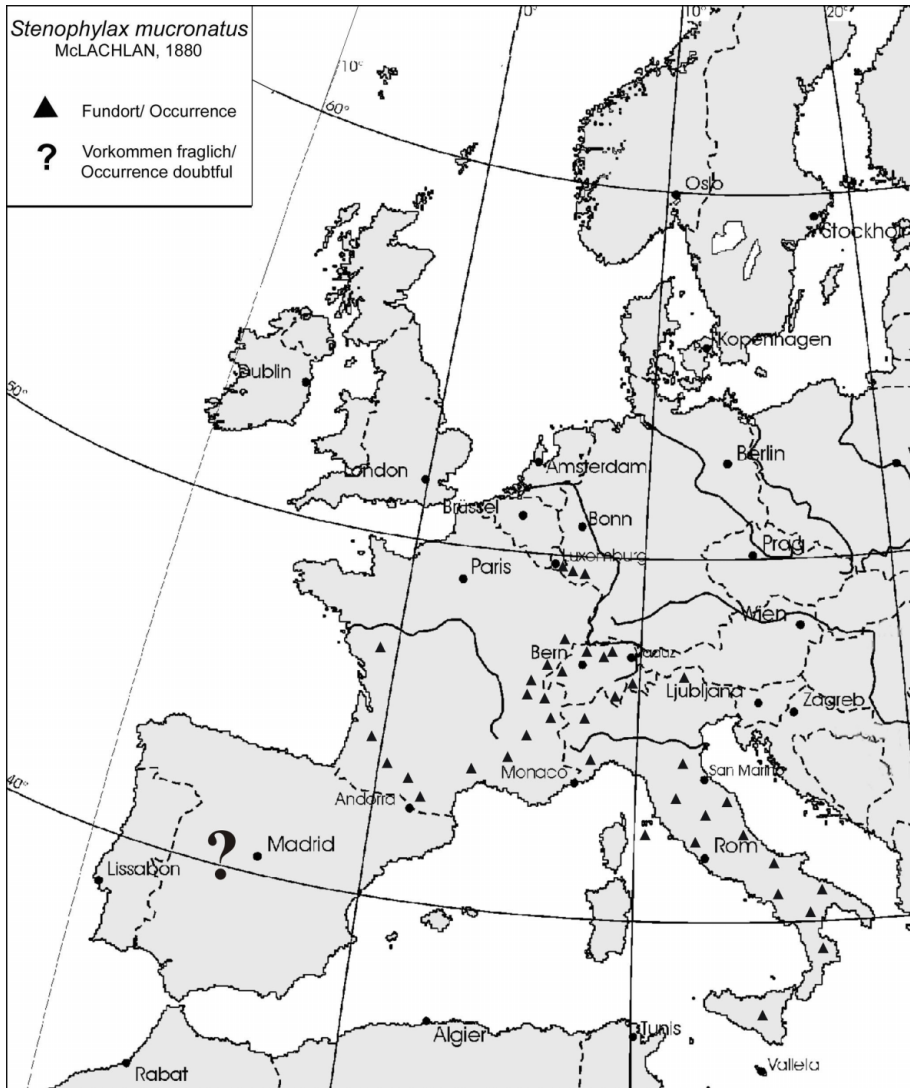 Stenophylax mucronatus
McLACHLAN, 1880
Fundort/ Occurrence
?
Vorkommen fraglich/
Occurrence doubtful
0°
10°
20°
10°
60°
Oslo
Stockholm
Kopenhagen
Dublin
50°
London
Amsterdam
Berlin
Brüssel
Bonn
Prag
Luxemburg
Paris
Wien
Bern
Vaduz
Ljubljana
Zagreb
Monaco
San Marino
40°
Andorra
?
Madrid
Rom
Lissabon
Algier
Tunis
Valleta
Rabat